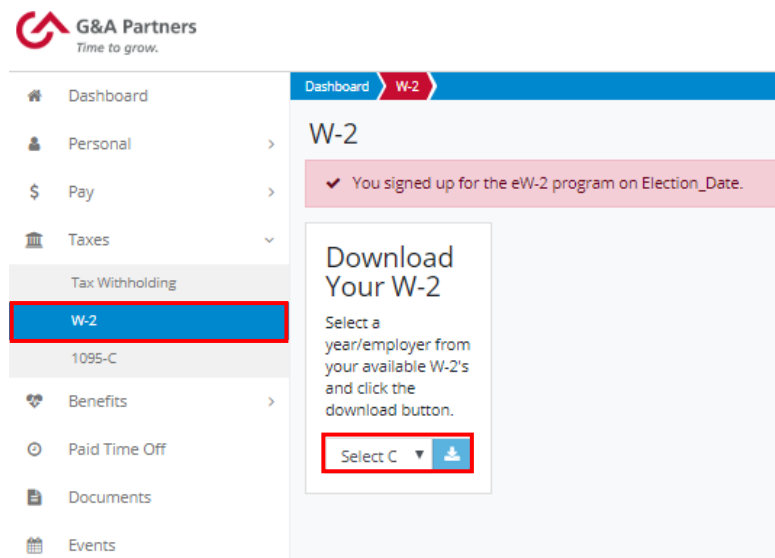 G&A Partners
Time to grow.
Dashboard
Personal
Pay
Taxes
Tax Withholding
W-2
1095-C
Benefits
Paid Time Off
Documents
Events
Dashboard W-2
W-2
You signed up for the eW-2 program on Election_Date.
Download
Your W-2
Select a
year/employer from
your available W-2's
and click the
download button.
Select C